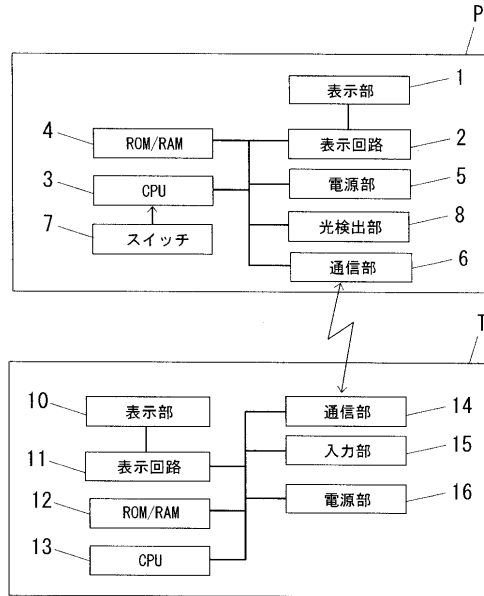 P
表示部 1
4 ROM/RAM
表示回路 2
3 CPU
電源部 5
7 スイッチ
光検出部 8
通信部 6
T
10 表示部
通信部 14
11 表示回路
入力部 15
12 ROM/RAM
電源部 16
13 CPU